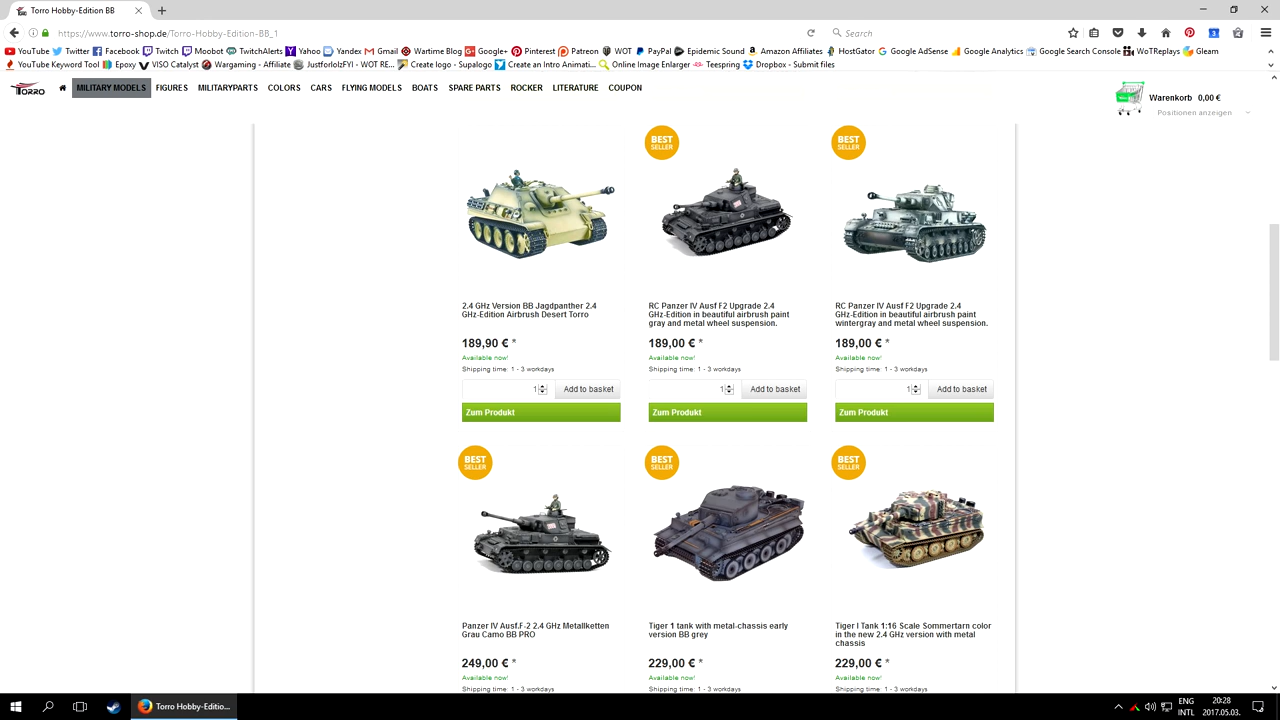 Torro Hobby-Edition BB
https://www.torro-shop.de/Torro-Hobby-Edition-BB_1
Search
YouTube Twitter Facebook Twitch Moobot TwitchAlerts Yahoo Yandex Gmail Wartime Blog Google+ Pinterest Patreon WOT PayPal Epidemic Sound Amazon Affiliates HostGator Google AdSense Google Analytics Google Search Console WoTReplays Gleam
YouTube Keyword Tool Epoxy VISO Catalyst Wargaming - Affiliate JustforlolzFYI - WOT RE... Create logo - Supalogo Create an Intro Animati... Online Image Enlarger Teespring Dropbox - Submit files
TORRO MILITARY MODELS FIGURES MILITARYPARTS COLORS CARS FLYING MODELS BOATS SPARE PARTS ROCKER LITERATURE COUPON
Warenkorb 0,00 €
Positionen anzeigen
BEST SELLER
BEST SELLER
2.4 GHz Version BB Jagdpanther 2.4
GHz-Edition Airbrush Desert Torro
189,90 € *
Available now!
Shipping time: 1 - 3 workdays
1 Add to basket
Zum Produkt
RC Panzer IV Ausf F2 Upgrade 2.4
GHz-Edition in beautiful airbrush paint
gray and metal wheel suspension.
189,00 € *
Available now!
Shipping time: 1 - 3 workdays
1 Add to basket
Zum Produkt
RC Panzer IV Ausf F2 Upgrade 2.4
GHz-Edition in beautiful airbrush paint
wintergray and metal wheel suspension.
189,00 € *
Available now!
Shipping time: 1 - 3 workdays
1 Add to basket
Zum Produkt
BEST SELLER
BEST SELLER
BEST SELLER
Panzer IV Ausf.F-2 2.4 GHz Metallketten
Grau Camo BB PRO
249,00 € *
Available now!
Shipping time: 1 - 3 workdays
Tiger 1 tank with metal-chassis early
version BB grey
229,00 € *
Available now!
Shipping time: 1 - 3 workdays
Tiger I Tank 1:16 Scale Sommertarn color
in the new 2.4 GHz version with metal
chassis
229,00 € *
Available now!
Shipping time: 1 - 3 workdays
Torro Hobby-Editio...
ENG
INTL
20:28
2017.05.03.